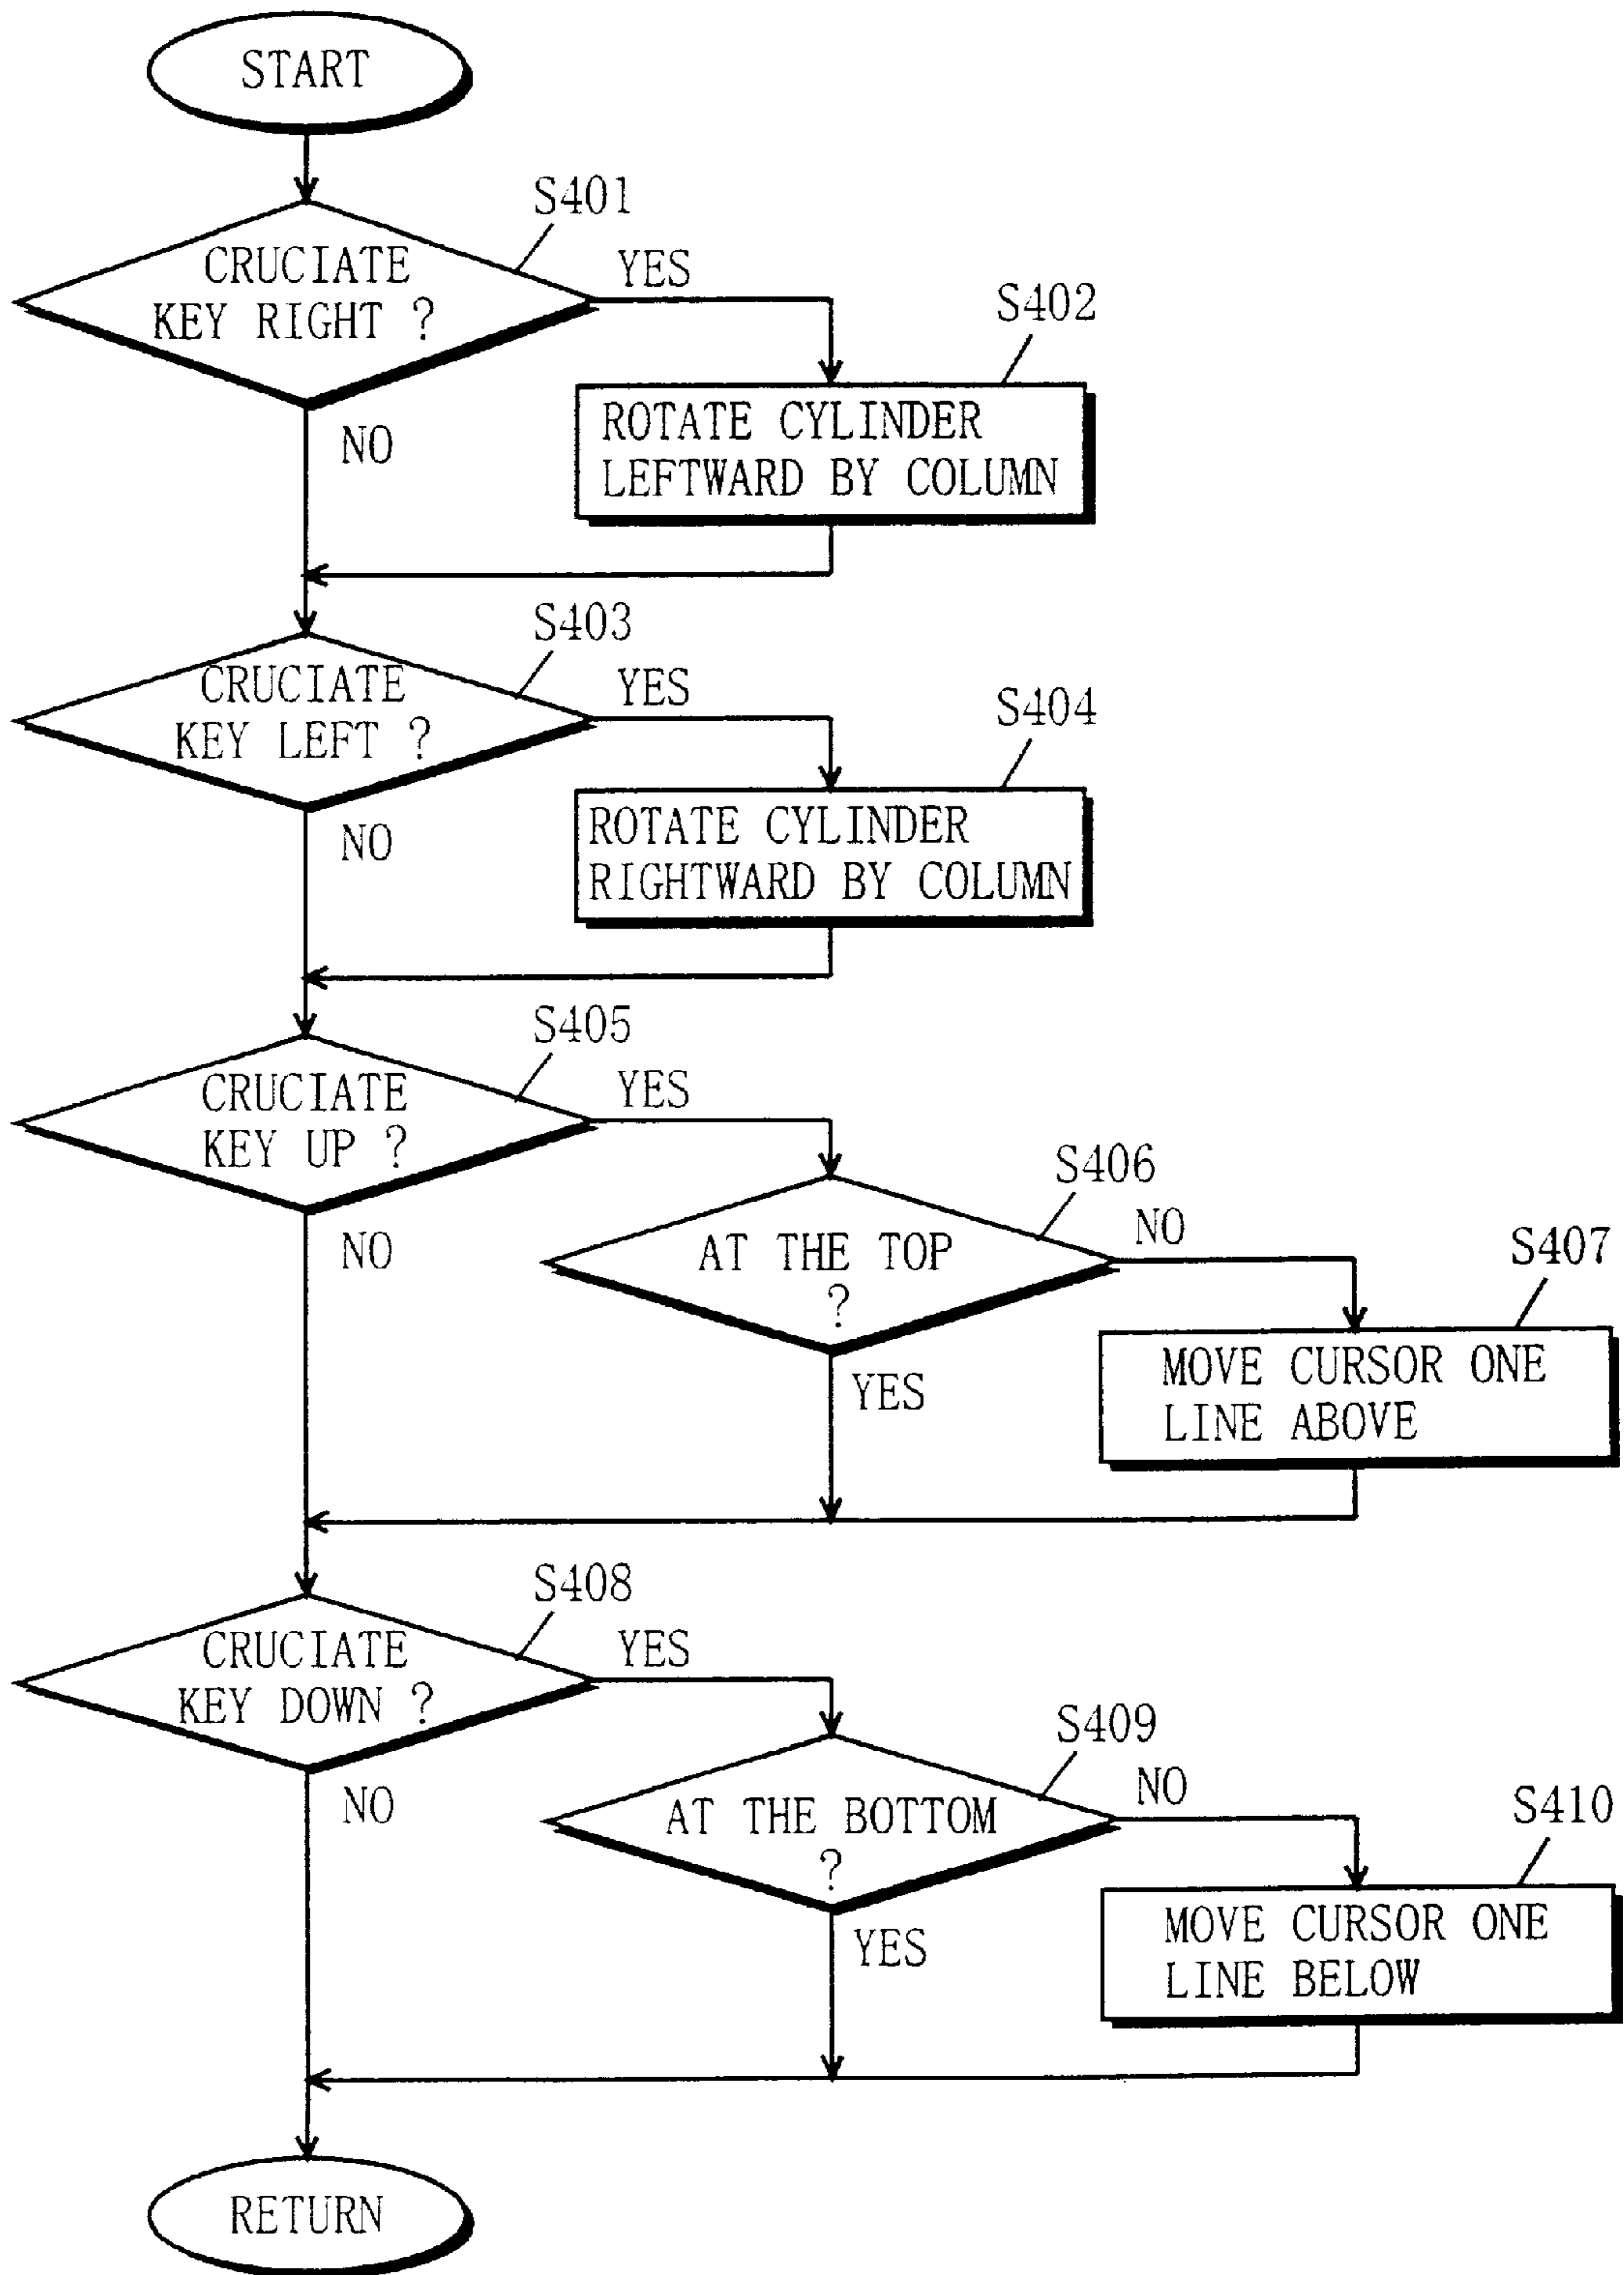 START
S401
CRUCIATE
KEY RIGHT ?
YES
NO
S402
ROTATE CYLINDER
LEFTWARD BY COLUMN
S403
CRUCIATE
KEY LEFT ?
YES
NO
S404
ROTATE CYLINDER
RIGHTWARD BY COLUMN
S405
CRUCIATE
KEY UP ?
YES
NO
S406
AT THE TOP
?
NO
YES
S407
MOVE CURSOR ONE
LINE ABOVE
S408
CRUCIATE
KEY DOWN ?
YES
NO
S409
AT THE BOTTOM
?
NO
YES
S410
MOVE CURSOR ONE
LINE BELOW
RETURN